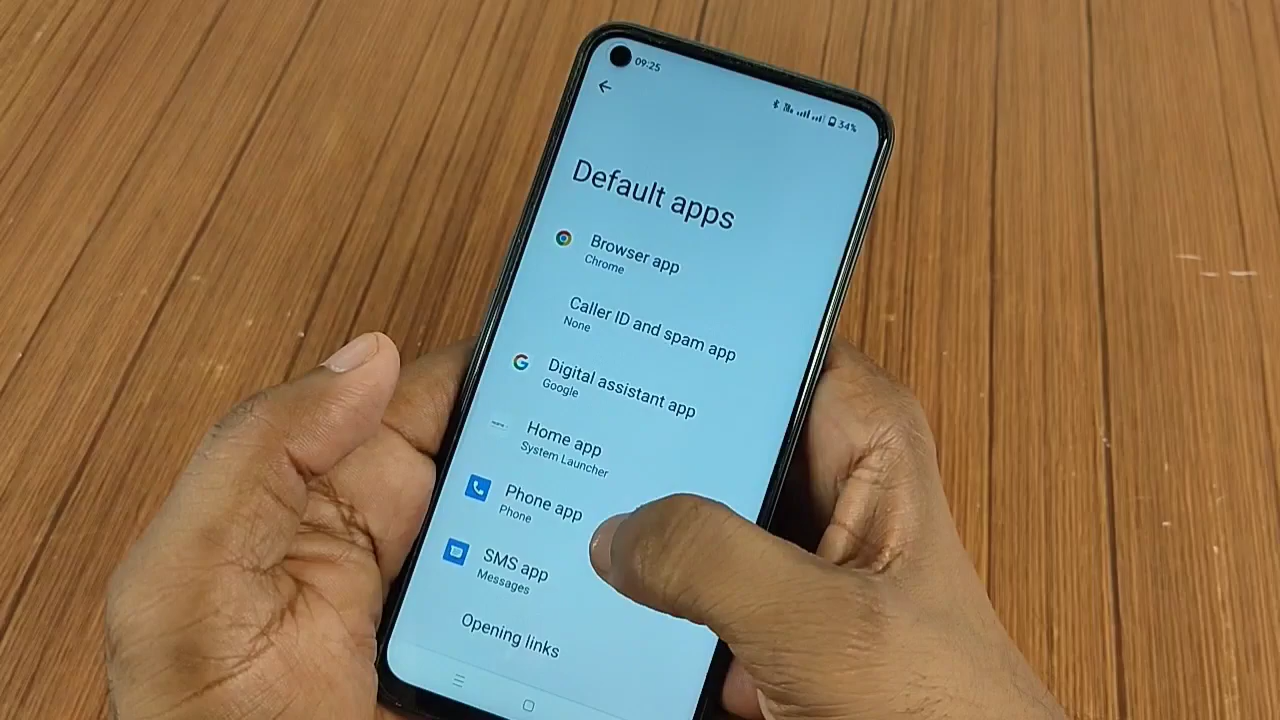 09:25
34%
Default apps
Browser app
Chrome
Caller ID and spam app
None
Digital assistant app
Google
Home app
System Launcher
Phone app
Phone
SMS app
Messages
Opening links